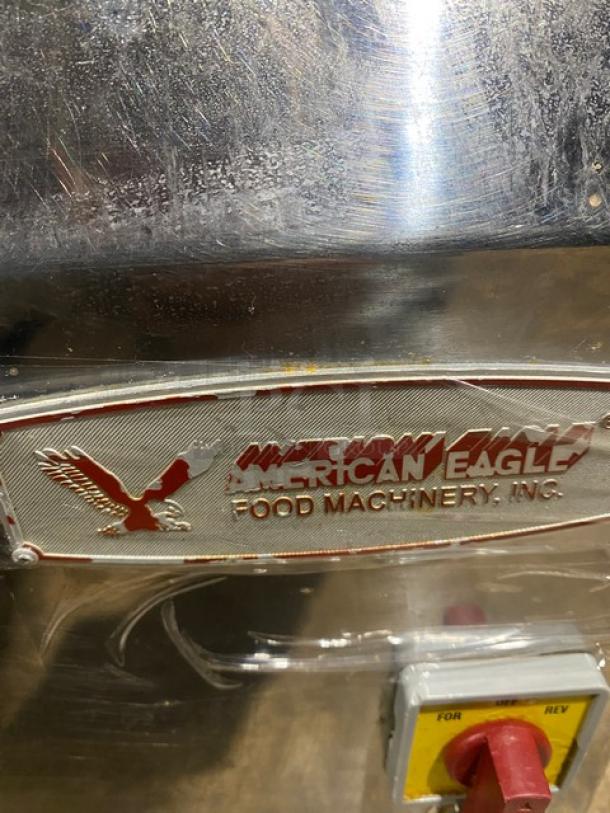 AMERICAN EAGLE
FOOD MACHINERY, INC.
FOR OFF REV